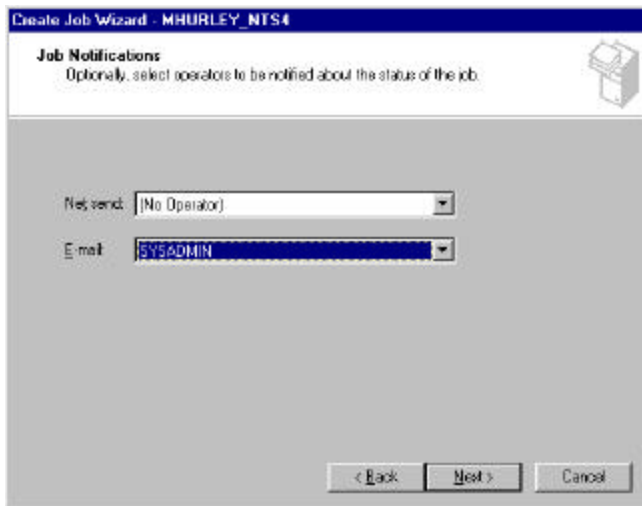 Create Job Wizard - MHURLEY_NTS4
Job Notifications
Optionally, select operators to be notified about the status of the job.
Net send: (No Operator)
E-mail: SYSADMIN
< Back Next > Cancel